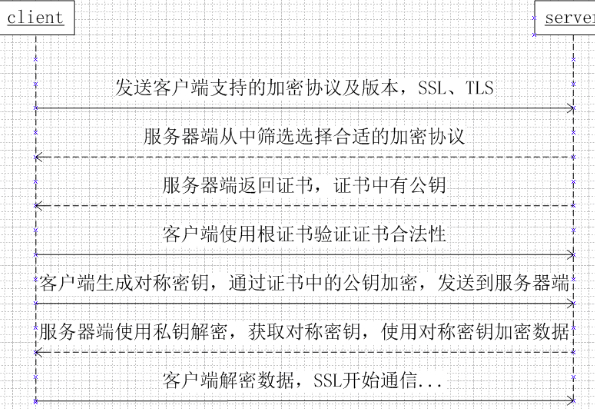 client
serve
发送客户端支持的加密协议及版本，SSL、TLS
服务器端从中筛选选择合适的加密协议
服务器端返回证书，证书中有公钥
客户端使用根证书验证证书合法性
客户端生成对称密钥，通过证书中的公钥加密，发送到服务器端
服务器端使用私钥解密，获取对称密钥，使用对称密钥加密数据
客户端解密数据，SSL开始通信...